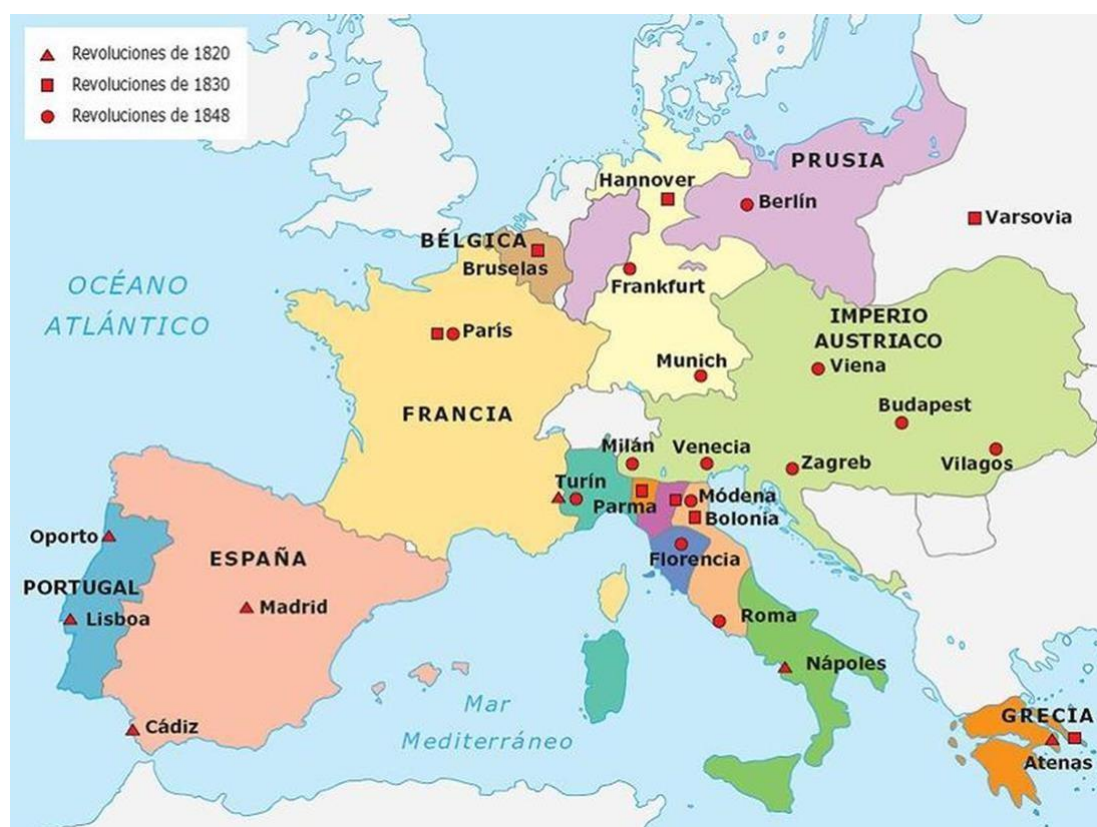 Revoluciones de 1820
Revoluciones de 1830
Revoluciones de 1848
PRUSIA
Hannover
Berlín
Varsovia
BÉLGICA
Bruselas
Frankfurt
OCÉANO
ATLÁNTICO
IMPERIO
AUSTRIACO
París
Viena
Munich
FRANCIA
Budapest
Milán
Venecia
Zagreb
Vilagos
Turín
Parma
Módena
Bolonia
Oporto
ESPAÑA
Florencia
PORTUGAL
Lisboa
Madrid
Roma
Nápoles
Mar
Mediterráneo
Cádiz
GRECIA
Atenas